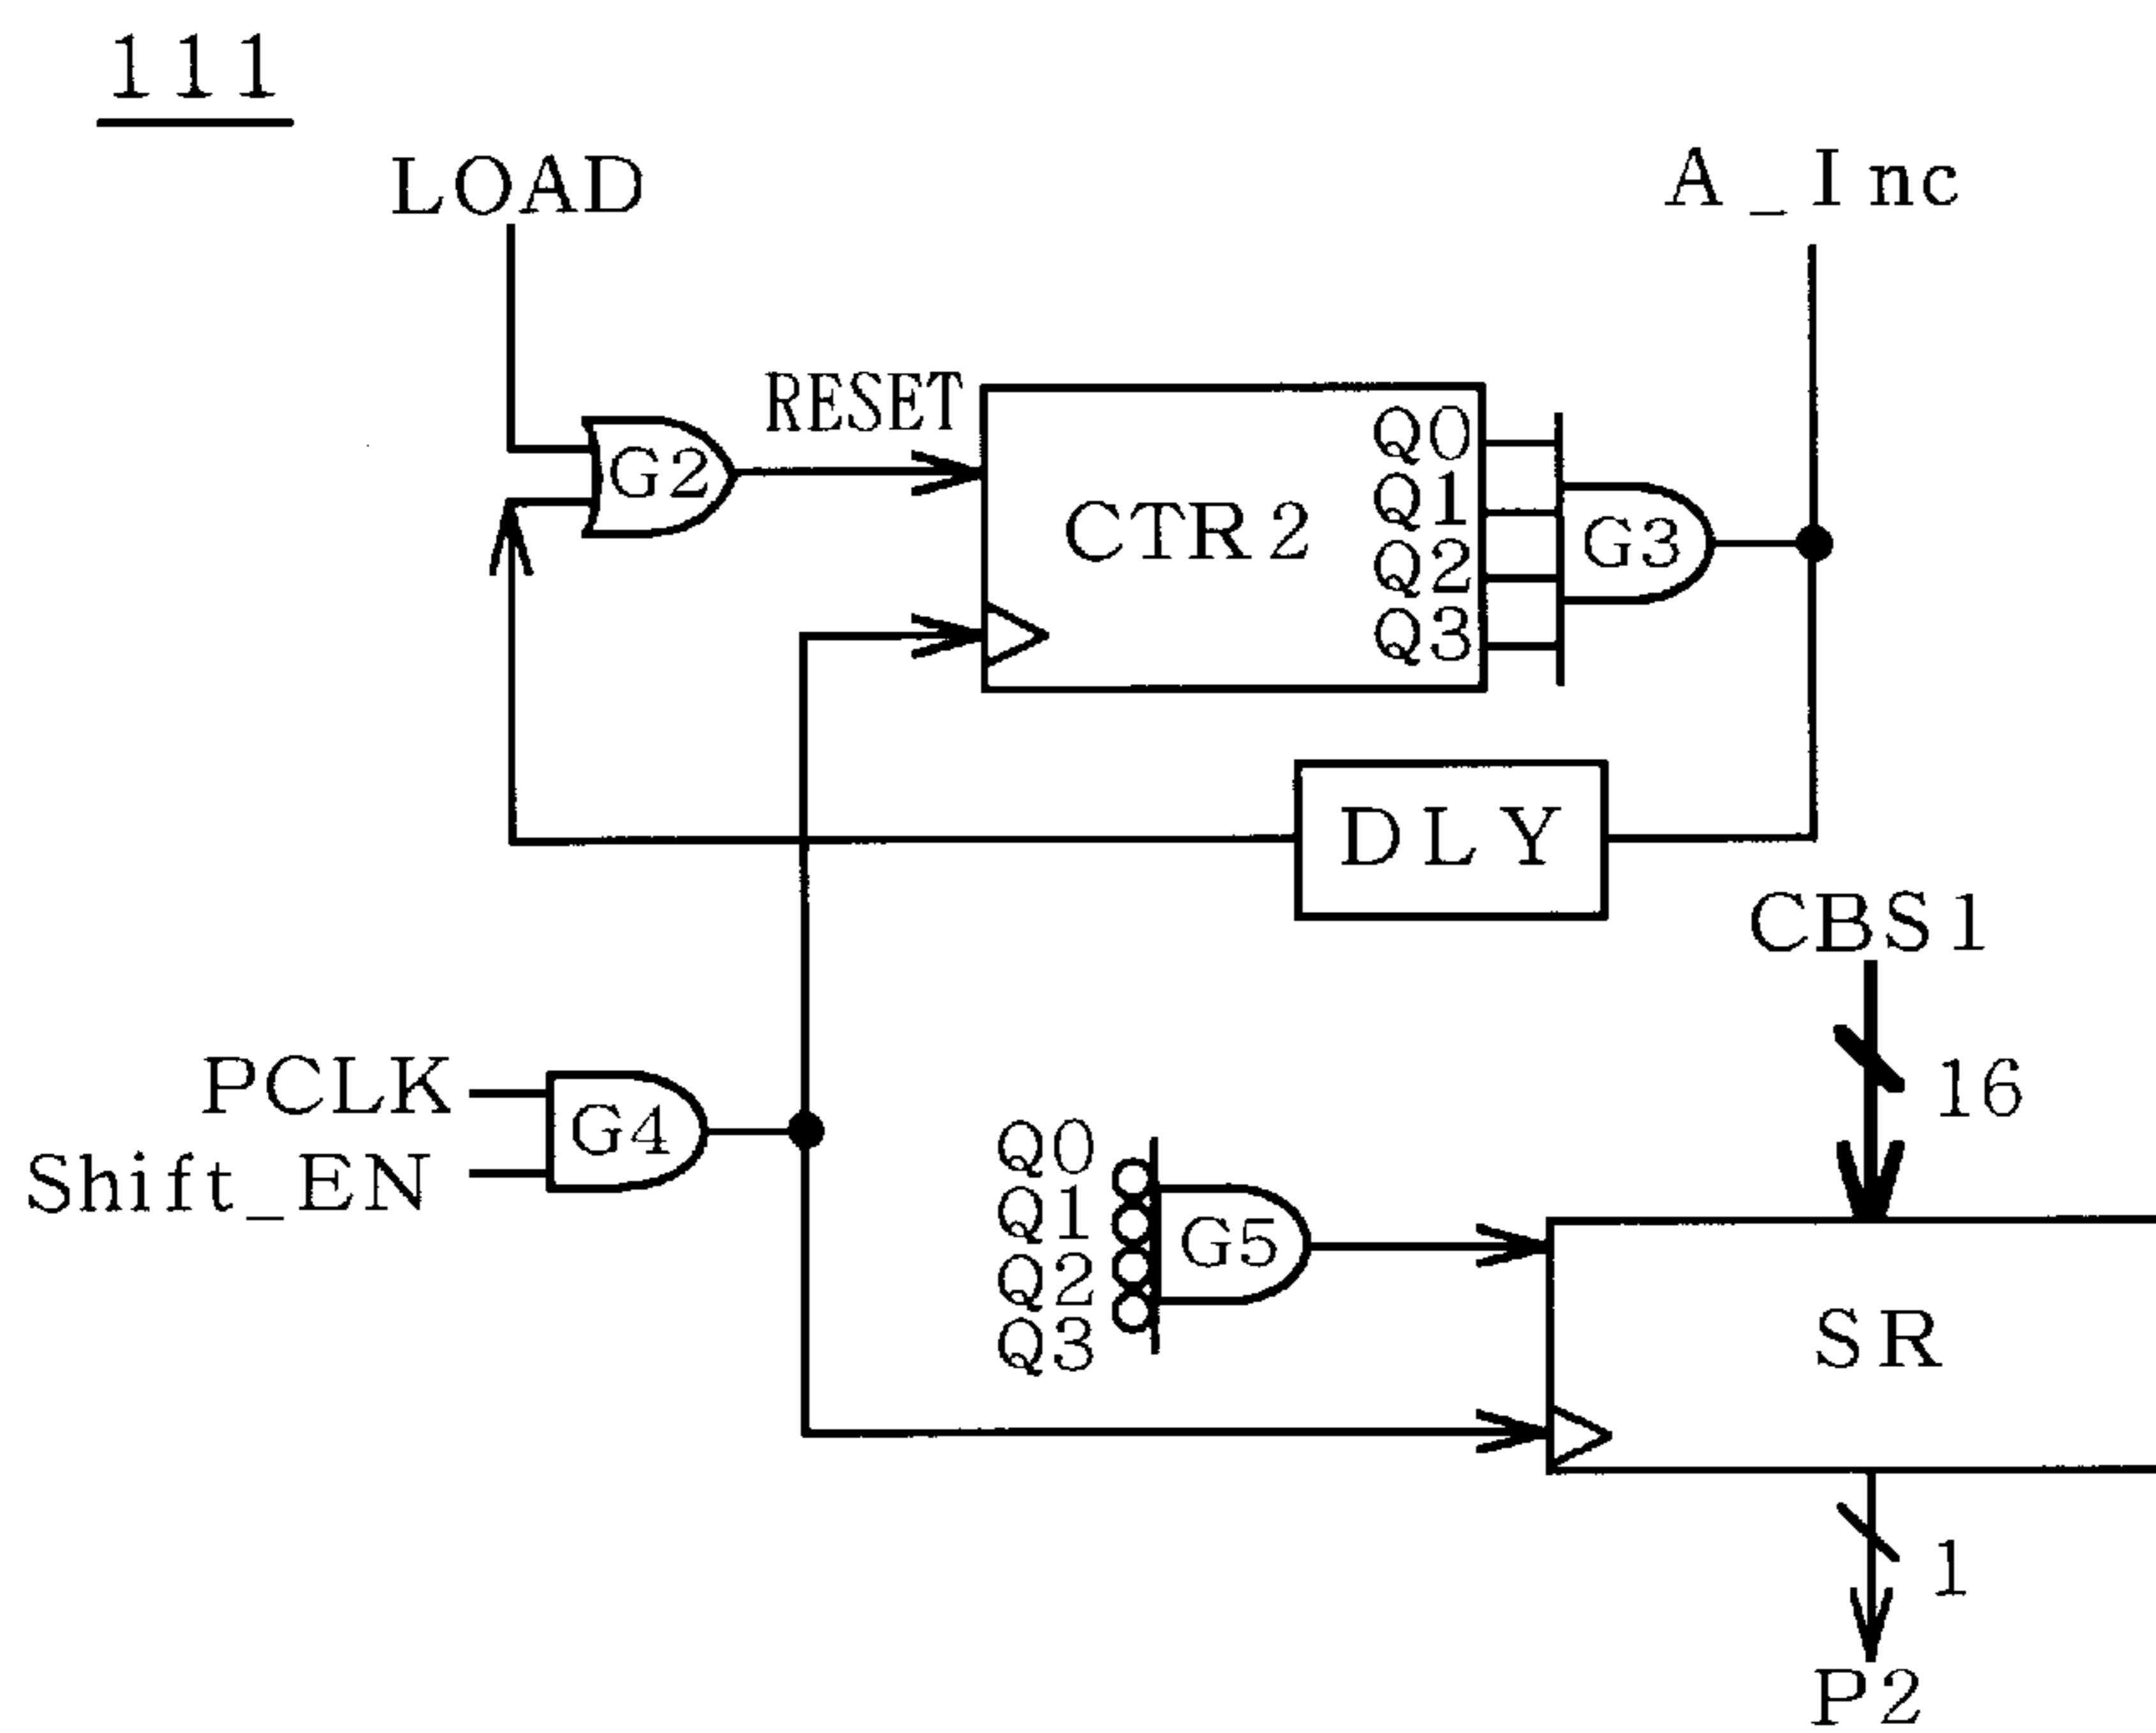 111
LOAD
A_Inc
RESET
G2
CTR2
Q0
Q1
Q2
Q3
G3
DLY
CBS1
16
PCLK
Shift_EN
G4
Q0
Q1
Q2
Q3
G5
SR
1
P2